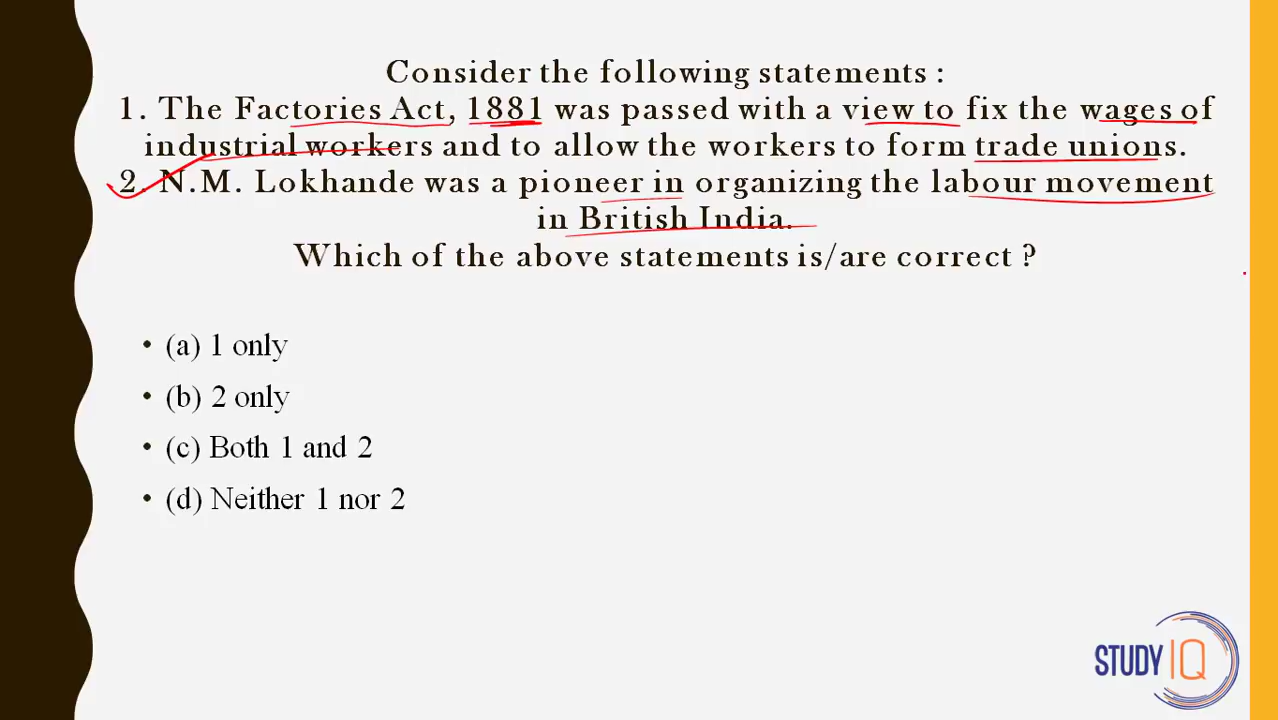 Consider the following statements :
1. The Factories Act, 1881 was passed with a view to fix the wages of
industrial workers and to allow the workers to form trade unions.
2. N.M. Lokhande was a pioneer in organizing the labour movement
in British India.
Which of the above statements is/are correct ?
• (a) 1 only
• (b) 2 only
• (c) Both 1 and 2
• (d) Neither 1 nor 2
STUDY IQ